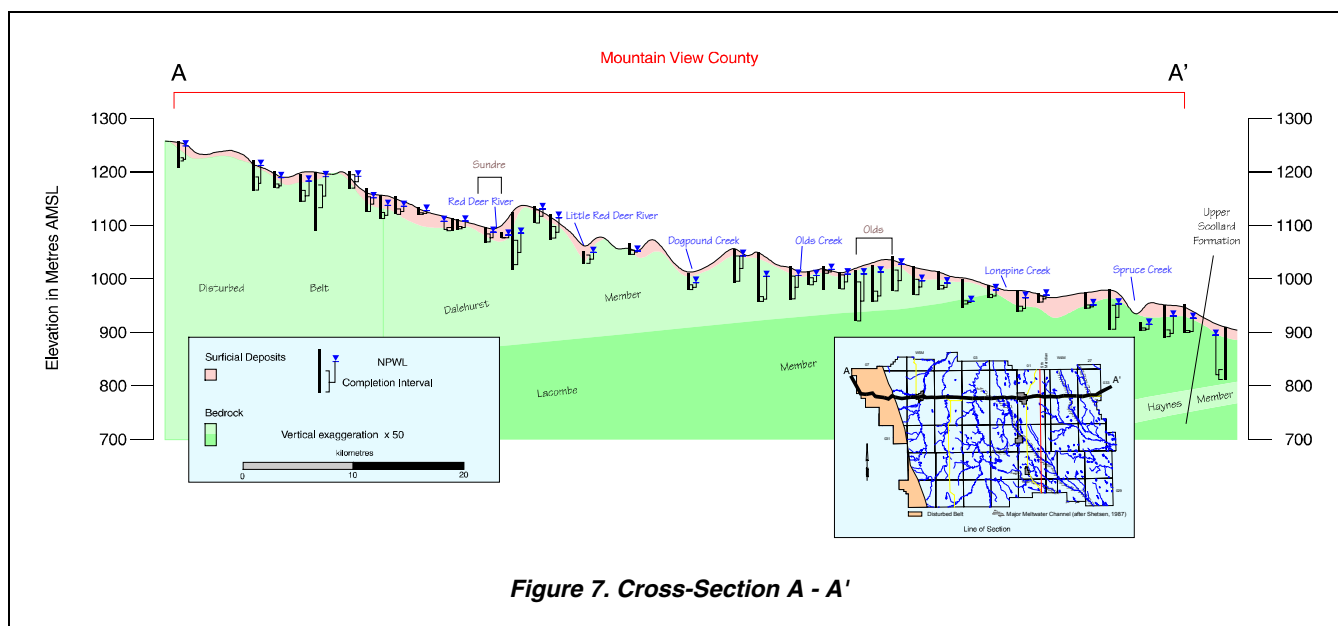 Mountain View County
A A'
Elevation in Metres AMSL
1300 1300
1200 1200
1100 1100
1000 1000
900 900
800 800
700 700
Sundre
Red Deer River
Little Red Deer River
Dogpound Creek
Olds Creek
Olds
Lonepine Creek
Spruce Creek
Upper
Scollard
Formation
Disturbed Belt
Dalehurst Member
Lacombe Member
Haynes Member
Surficial Deposits
NPWL
Completion Interval
Bedrock
Vertical exaggeration x 50
kilometres
0 10 20
A A'
Disturbed Belt
Major Meltwater Channel (after Shetsen, 1987)
Line of Section
Figure 7. Cross-Section A - A'